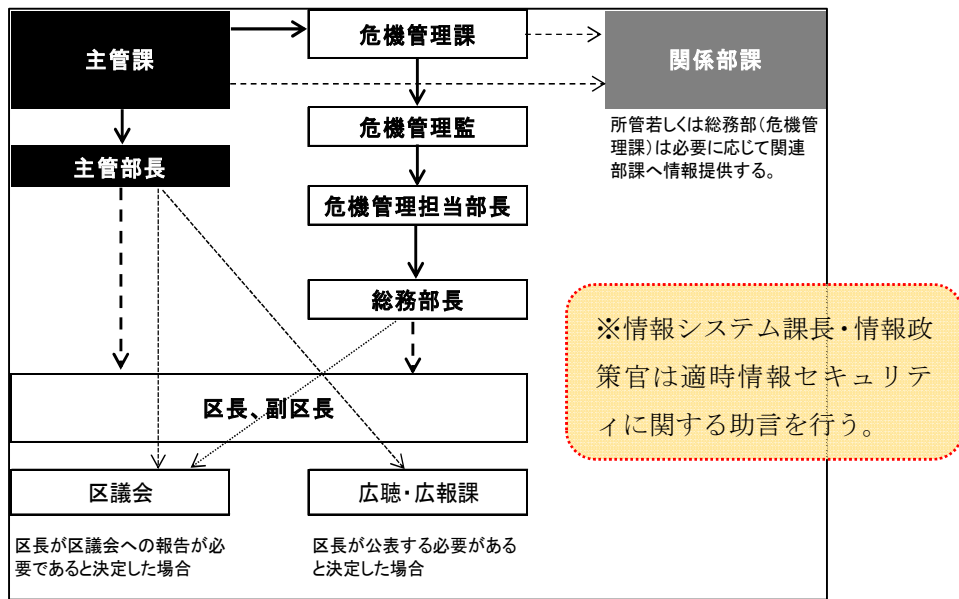 主管課
危機管理課
関係部課
所管若しくは総務部(危機管
理課)は必要に応じて関連
部課へ情報提供する。
危機管理監
主管部長
危機管理担当部長
総務部長
※情報システム課長・情報政
策官は適時情報セキュリテ
ィに関する助言を行う。
区長、副区長
区議会
広聴・広報課
区長が区議会への報告が必
要であると決定した場合
区長が公表する必要がある
と決定した場合